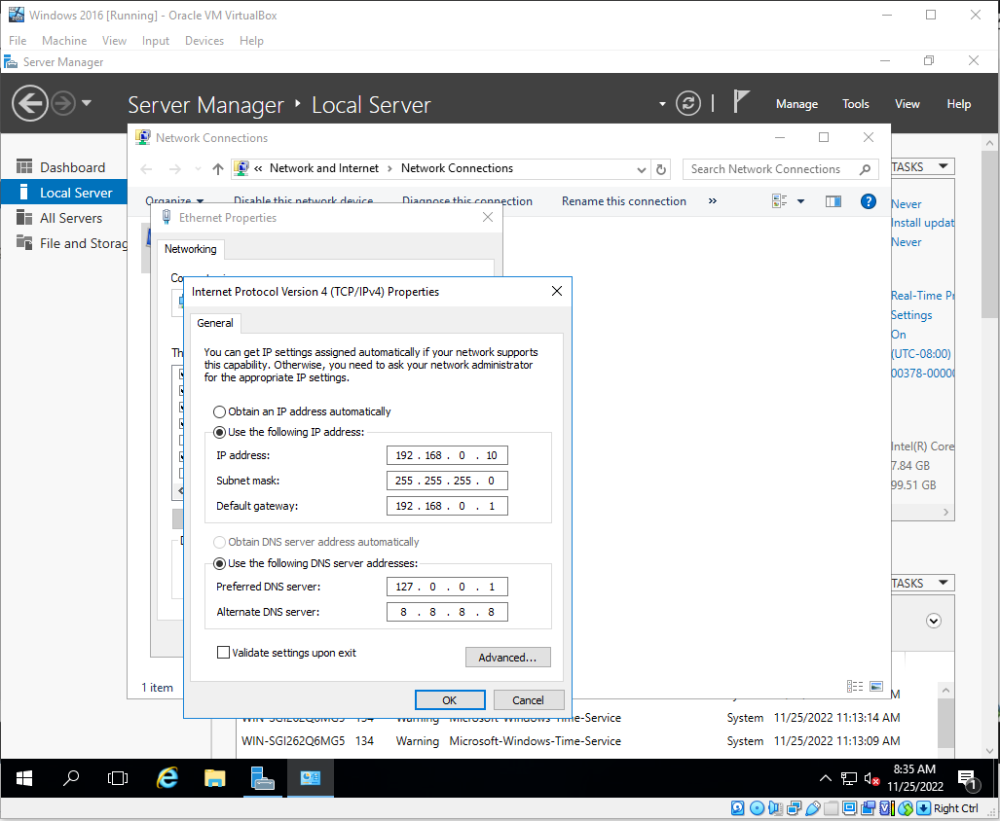 Windows 2016 [Running] - Oracle VM VirtualBox
File Machine View Input Devices Help
Server Manager
Server Manager Local Server
Manage Tools View Help
Network Connections
Dashboard
Local Server
All Servers
File and Storag
« Network and Internet > Network Connections
Search Network Connections
Organize Disable this network device Diagnose this connection Rename this connection »
TASKS
Never
Install updat
Never
Real-Time Pr
Settings
On
(UTC-08:00)
00378-00000
Intel(R) Core
7.84 GB
99.51 GB
TASKS
Ethernet Properties
Networking
Internet Protocol Version 4 (TCP/IPv4) Properties
General
You can get IP settings assigned automatically if your network supports
this capability. Otherwise, you need to ask your network administrator
for the appropriate IP settings.
Obtain an IP address automatically
Use the following IP address:
IP address: 192 . 168 . 0 . 10
Subnet mask: 255 . 255 . 255 . 0
Default gateway: 192 . 168 . 0 . 1
Obtain DNS server address automatically
Use the following DNS server addresses:
Preferred DNS server: 127 . 0 . 0 . 1
Alternate DNS server: 8 . 8 . 8 . 8
Validate settings upon exit
Advanced...
OK Cancel
1 item
WIN-SGI262Q6MG5 134 Warning Microsoft-Windows-Time-Service System 11/25/2022 11:13:14 AM
WIN-SGI262Q6MG5 134 Warning Microsoft-Windows-Time-Service System 11/25/2022 11:13:09 AM
8:35 AM
11/25/2022
1
Right Ctrl